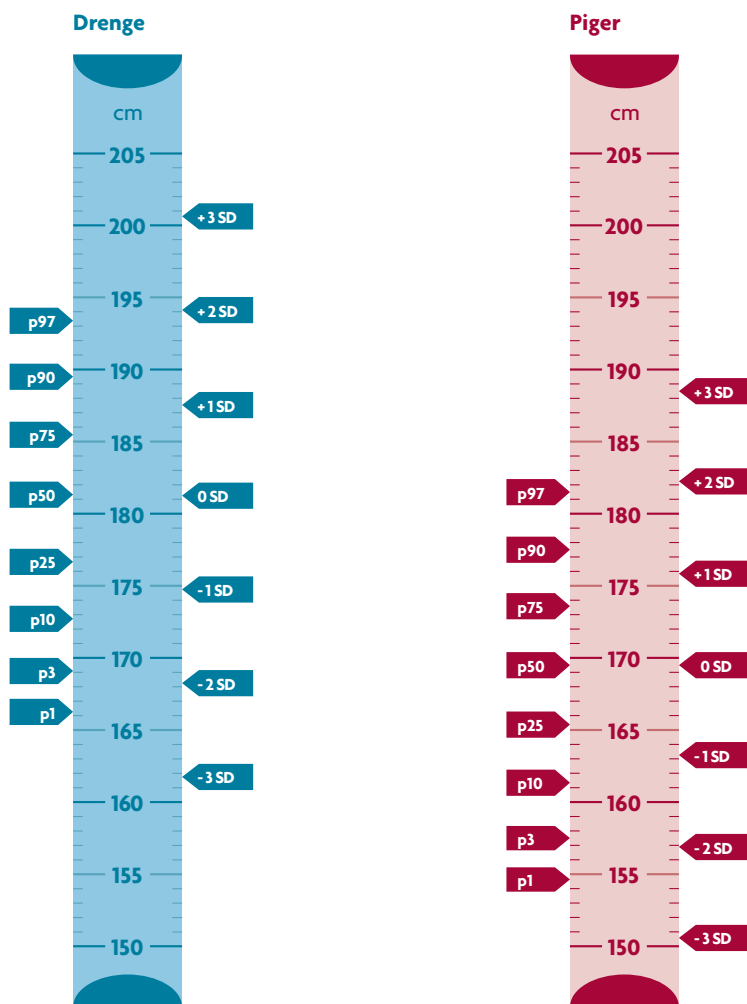 Drenge
cm
205
200
195
190
185
180
175
170
165
160
155
150
p97
p90
p75
p50
p25
p10
p3
p1
+3 SD
+2 SD
+1 SD
0 SD
-1 SD
-2 SD
-3 SD
Piger
cm
205
200
195
190
185
180
175
170
165
160
155
150
p97
p90
p75
p50
p25
p10
p3
p1
+3 SD
+2 SD
+1 SD
0 SD
-1 SD
-2 SD
-3 SD